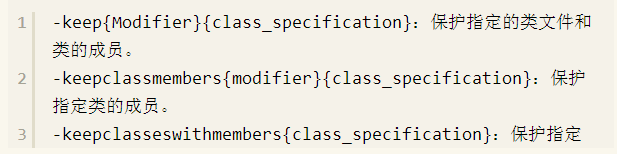 1 -keep{Modifier}{class_specification}: 保护指定的类文件和
类的成员。
2 -keepclassmembers{modifier}{class_specification}: 保护
指定类的成员。
3 -keepclasseswithmembers{class_specification}: 保护指定